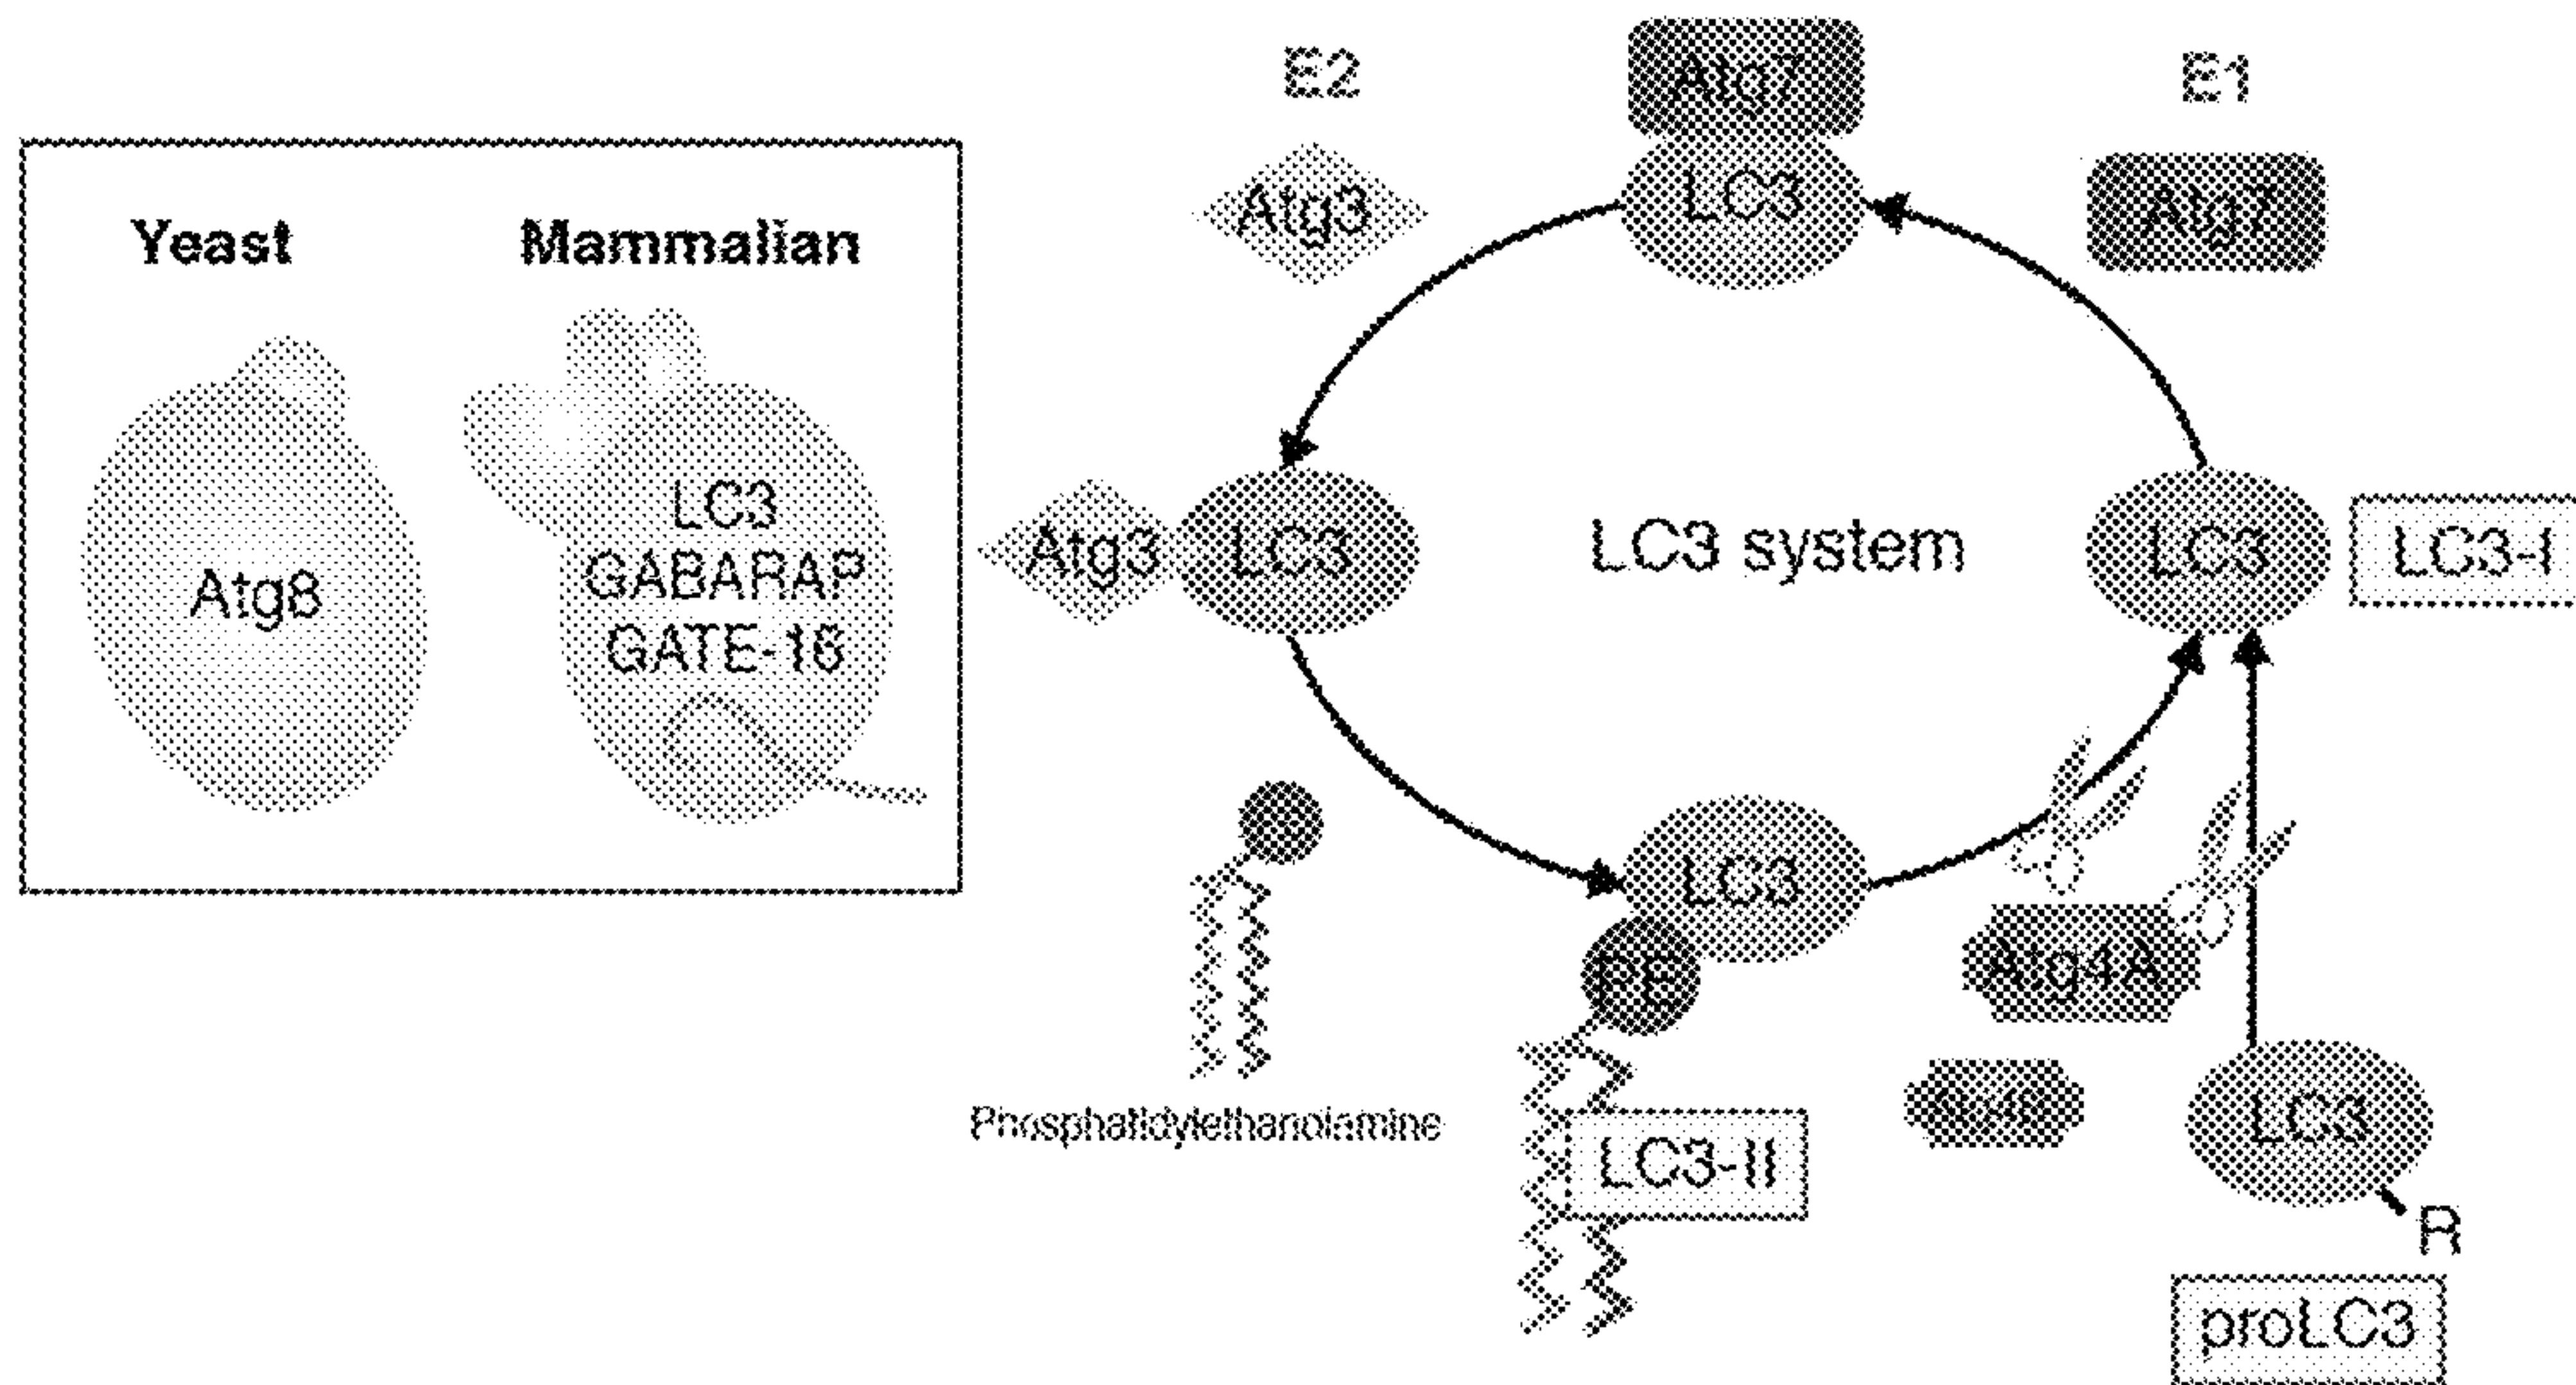 Yeast
Mammalian
Atg8
LC3
GABARAP
GATE-16
E2
Atg7
E1
Atg3
LC3
Atg7
Atg3
LC3
LC3 system
LC3
LC3-I
LC3
PE
Atg4A
Phosphatidylethanolamine
LC3-II
LC3
R
proLC3